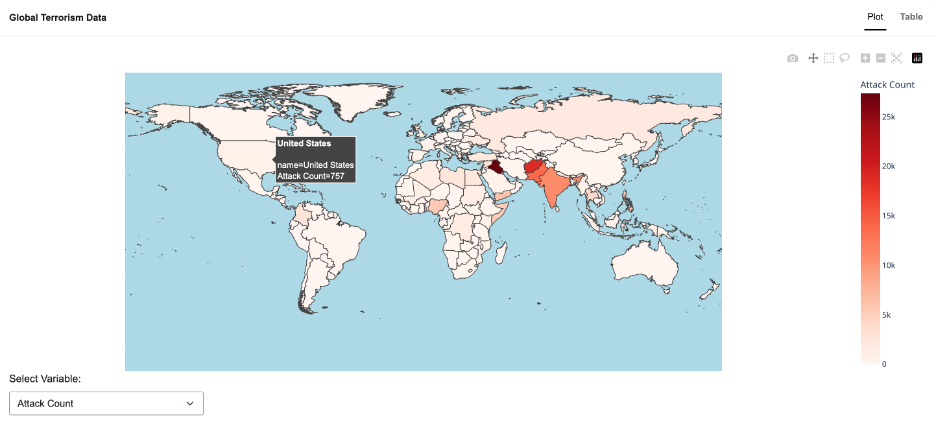 Global Terrorism Data
Plot
Table
Attack Count
25k
20k
15k
10k
5k
0
United States
name=United States
Attack Count=757
Select Variable:
Attack Count